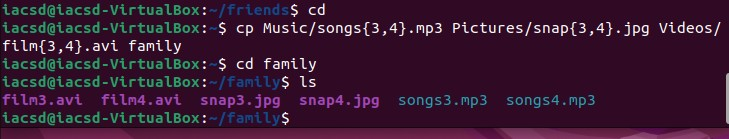 iacsd@iacsd-VirtualBox:~/friends$ cd
iacsd@iacsd-VirtualBox:~$ cp Music/songs{3,4}.mp3 Pictures/snap{3,4}.jpg Videos/
film{3,4}.avi family
iacsd@iacsd-VirtualBox:~$ cd family
iacsd@iacsd-VirtualBox:~/family$ ls
film3.avi film4.avi snap3.jpg snap4.jpg songs3.mp3 songs4.mp3
iacsd@iacsd-VirtualBox:~/family$